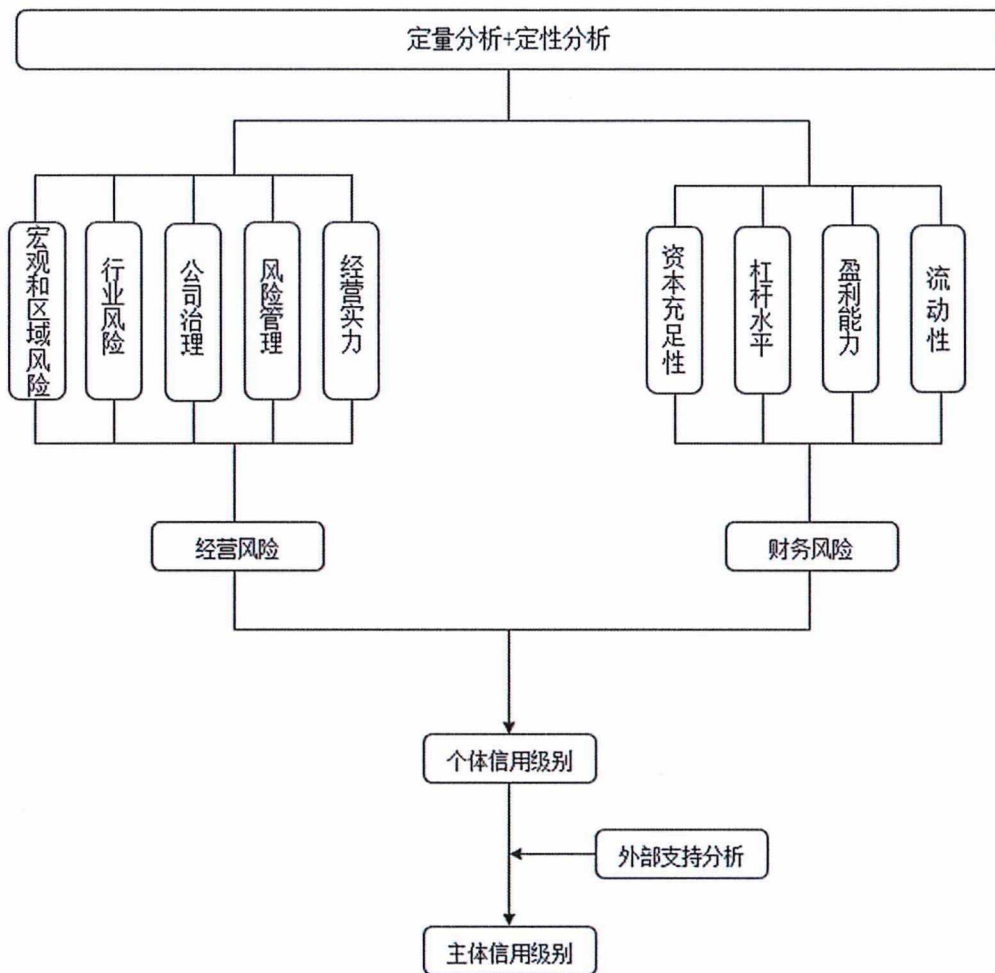 定量分析+定性分析
宏观和区域风险
行业风险
公司治理
风险管理
经营实力
资本充足性
杠杆水平
盈利能力
流动性
经营风险
财务风险
个体信用级别
外部支持分析
主体信用级别